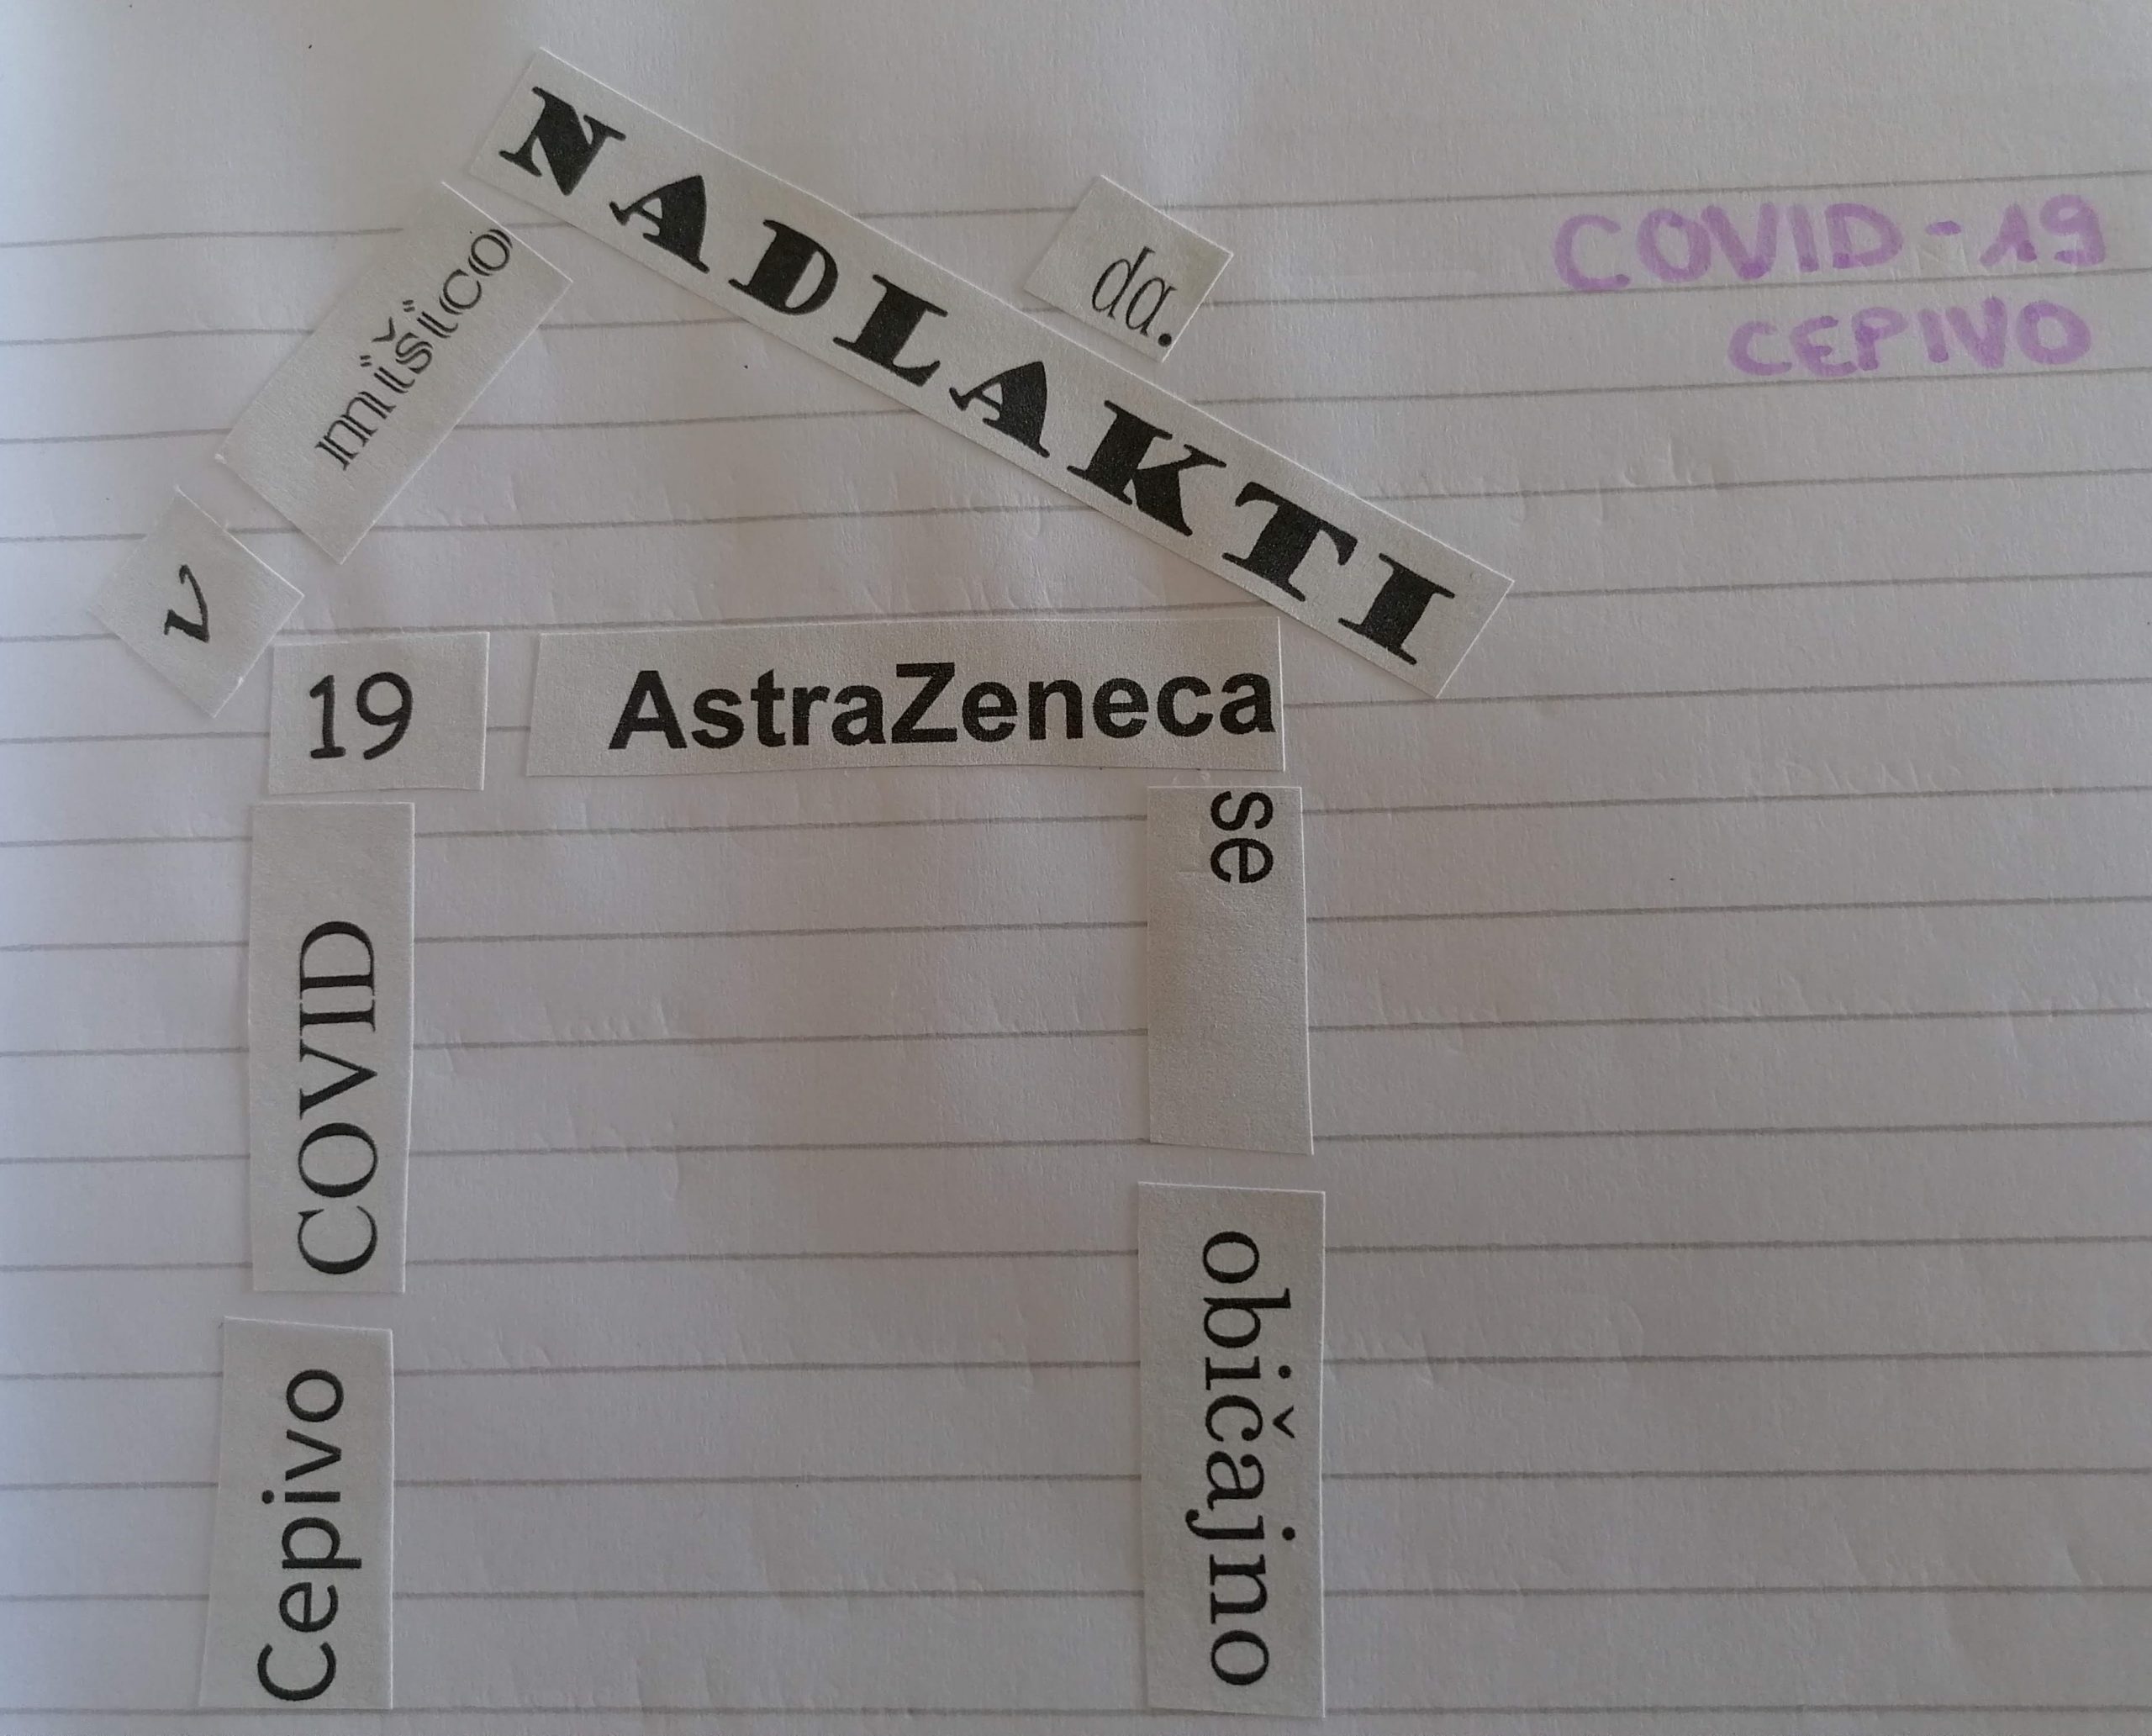 COVID-19
CEPIVO
Cepivo
COVID
19
AstraZeneca
se
običajno
v
mišico
NADLAKTI
da.